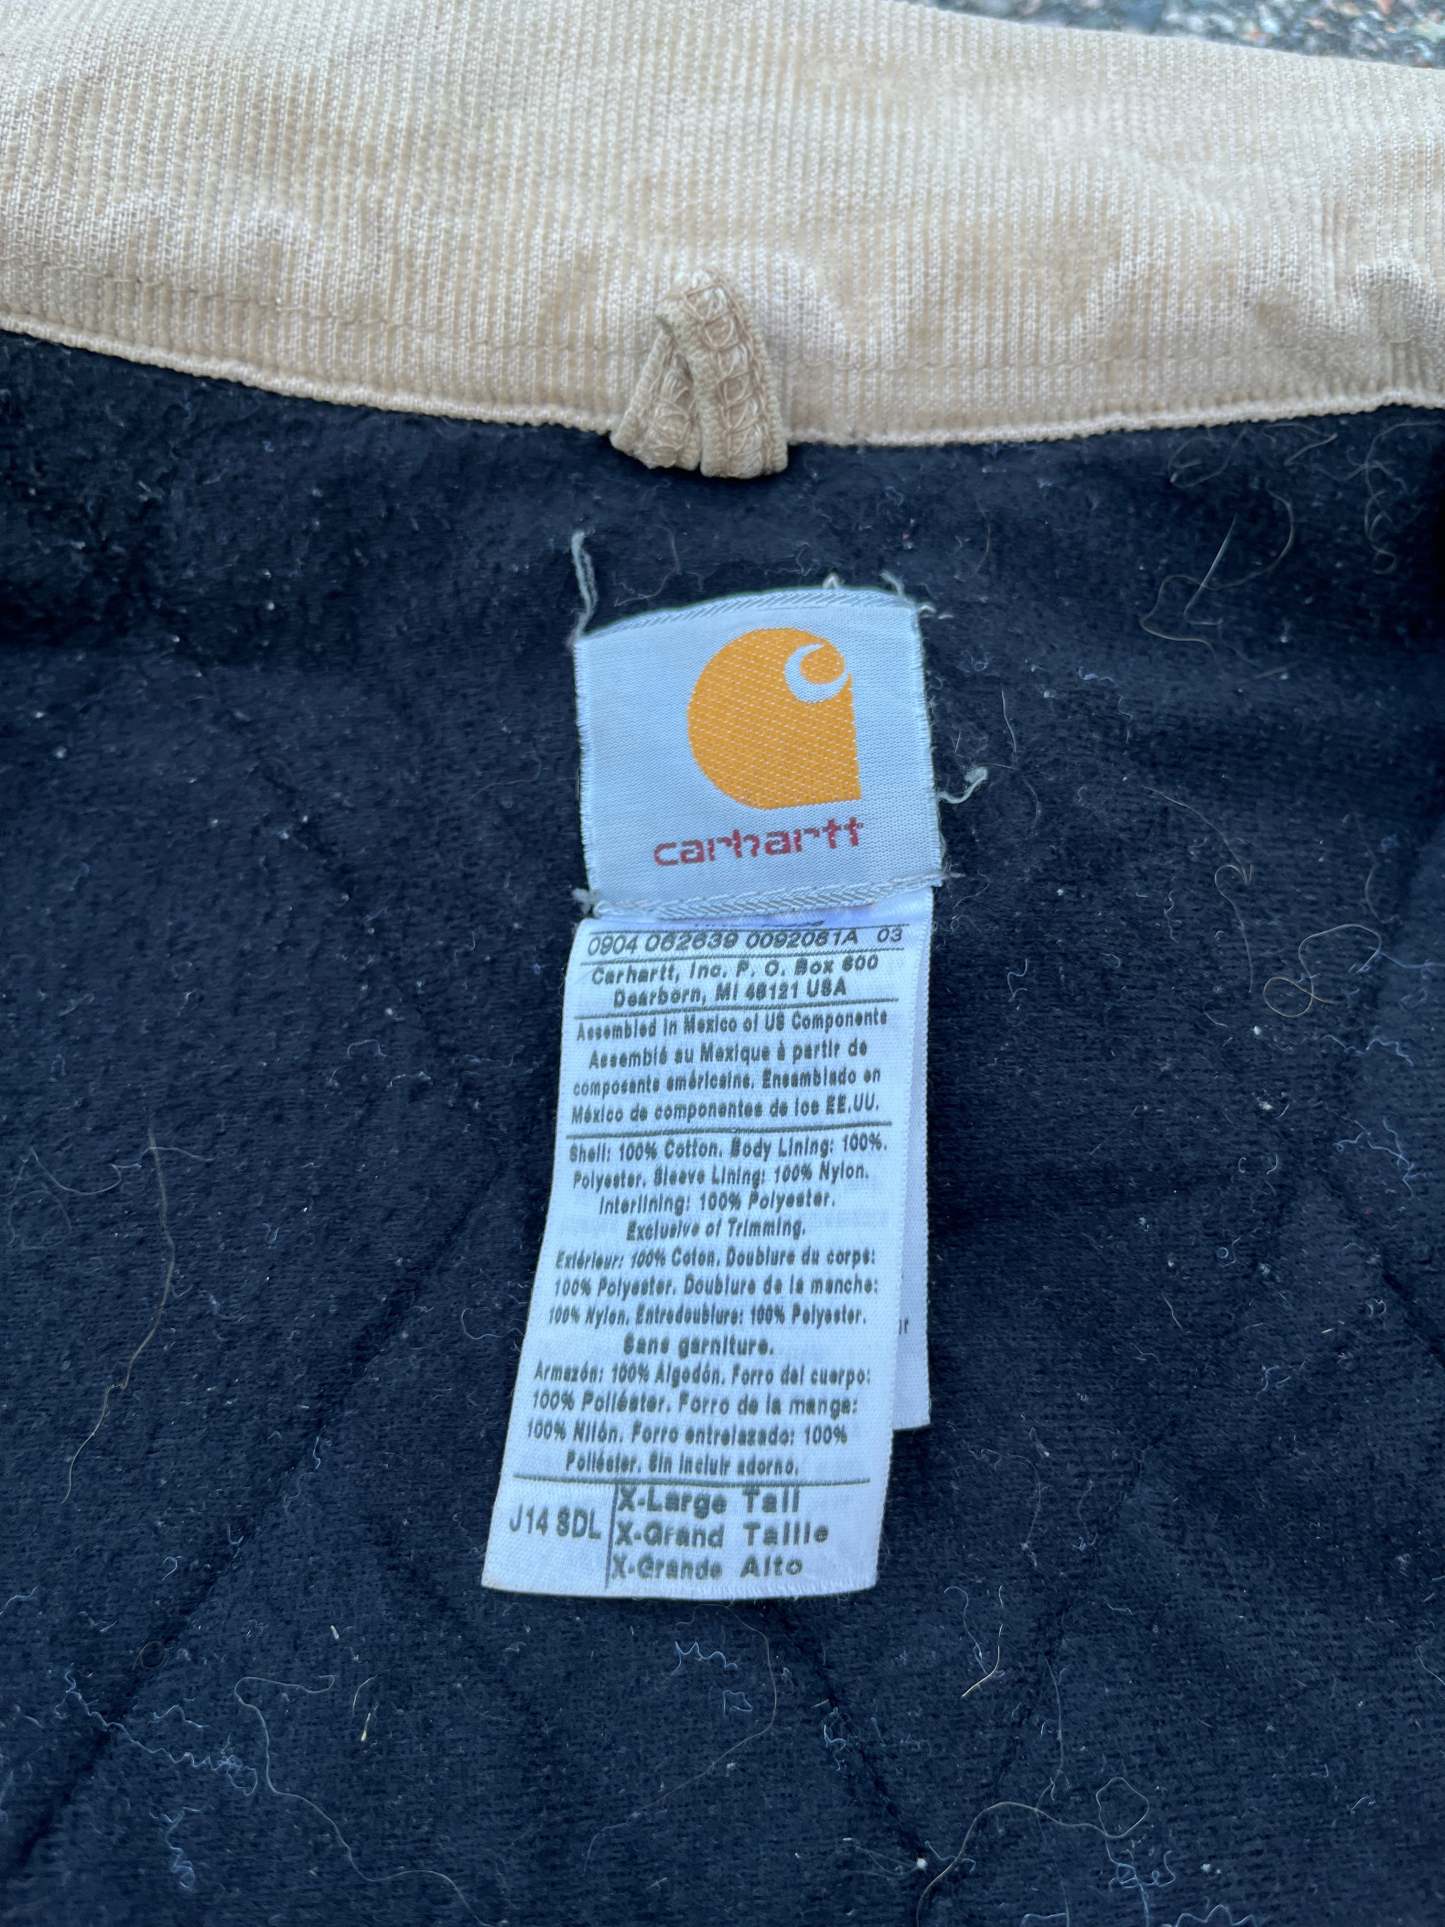 carhartt
0904 062639 0092081A 03
Carhartt, Inc. P. O. Box 600
Dearborn, MI 48121 USA
Assembled in Mexico of US Components
Assemblé au Mexique à partir de
composants américains. Ensamblado en
México de componentes de los EE.UU.
Shell: 100% Cotton. Body Lining: 100%.
Polyester. Sleeve Lining: 100% Nylon.
Interlining: 100% Polyester.
Exclusive of Trimming.
Extérieur: 100% Coton. Doublure du corps:
100% Polyester. Doublure de la manche:
100% Nylon. Entredoublure: 100% Polyester.
Sans garniture.
Armazón: 100% Algodón. Forro del cuerpo:
100% Poliéster. Forro de la manga:
100% Nilón. Forro entrelazado: 100%
Poliéster. Sin incluir adorno.
J14 SDL
X-Large Tall
X-Grand Taille
X-Grande Alto